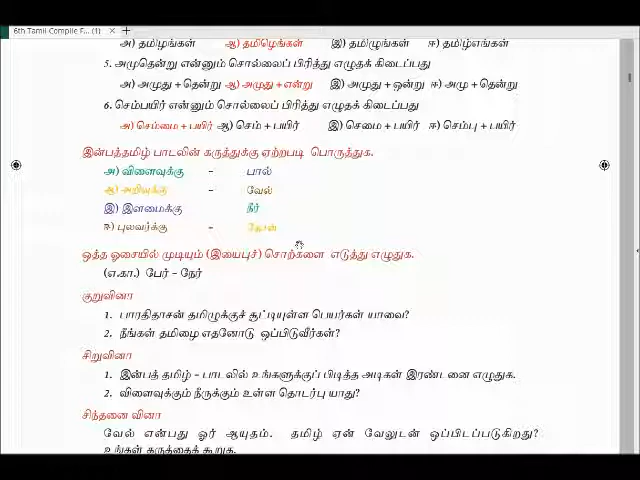 6th Tamil Compile F... (1)
அ) தமிழங்கள் ஆ) தமிழெங்கள் இ) தமிழுங்கள் ஈ) தமிழ்எங்கள்
5. அமுதென்று என்னும் சொல்லைப் பிரித்து எழுதக் கிடைப்பது
அ) அமுது + தென்று ஆ) அமுது + என்று இ) அமுது + ஒன்று ஈ) அமு + தென்று
6. செம்பயிர் என்னும் சொல்லைப் பிரித்து எழுதக் கிடைப்பது
அ) செம்மை + பயிர் ஆ) செம் + பயிர் இ) செமை + பயிர் ஈ) செம்பு + பயிர்
இன்பத்தமிழ் பாடலின் கருத்துக்கு ஏற்றபடி பொருத்துக.
அ) விளைவுக்கு - பால்
ஆ) அறிவுக்கு - வேல்
இ) இளமைக்கு நீர்
ஈ) புலவர்க்கு - தோள்
ஒத்த ஓசையில் முடியும் (இயைபுச்) சொற்களை எடுத்து எழுதுக.
(எ.கா.) பேர் - நேர்
குறுவினா
1. பாரதிதாசன் தமிழுக்குச் சூட்டியுள்ள பெயர்கள் யாவை?
2. நீங்கள் தமிழை எதனோடு ஒப்பிடுவீர்கள்?
சிறுவினா
1. இன்பத் தமிழ் - பாடலில் உங்களுக்குப் பிடித்த அடிகள் இரண்டனை எழுதுக.
2. விளைவுக்கும் நீருக்கும் உள்ள தொடர்பு யாது?
சிந்தனை வினா
வேல் என்பது ஓர் ஆயுதம். தமிழ் ஏன் வேலுடன் ஒப்பிடப்படுகிறது?
உங்கள் கருத்தைக் கூறுக.